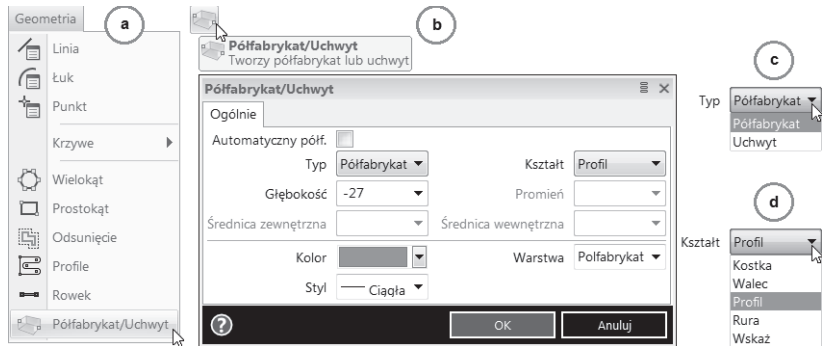 Geometria
a
Linia
Łuk
Punkt
Krzywe
Wielokąt
Prostokąt
Odsunięcie
Profile
Rowek
Półfabrykat/Uchwyt
b
Półfabrykat/Uchwyt
Tworzy półfabrykat lub uchwyt
Półfabrykat/Uchwyt
Ogólnie
Automatyczny półf.
Typ Półfabrykat Kształt Profil
Głębokość -27 Promień
Średnica zewnętrzna Średnica wewnętrzna
Kolor Warstwa Polfabrykat
Styl Ciągła
? OK Anuluj
c
Typ Półfabrykat
Półfabrykat
Uchwyt
d
Kształt Profil
Kostka
Walec
Profil
Rura
Wskaż